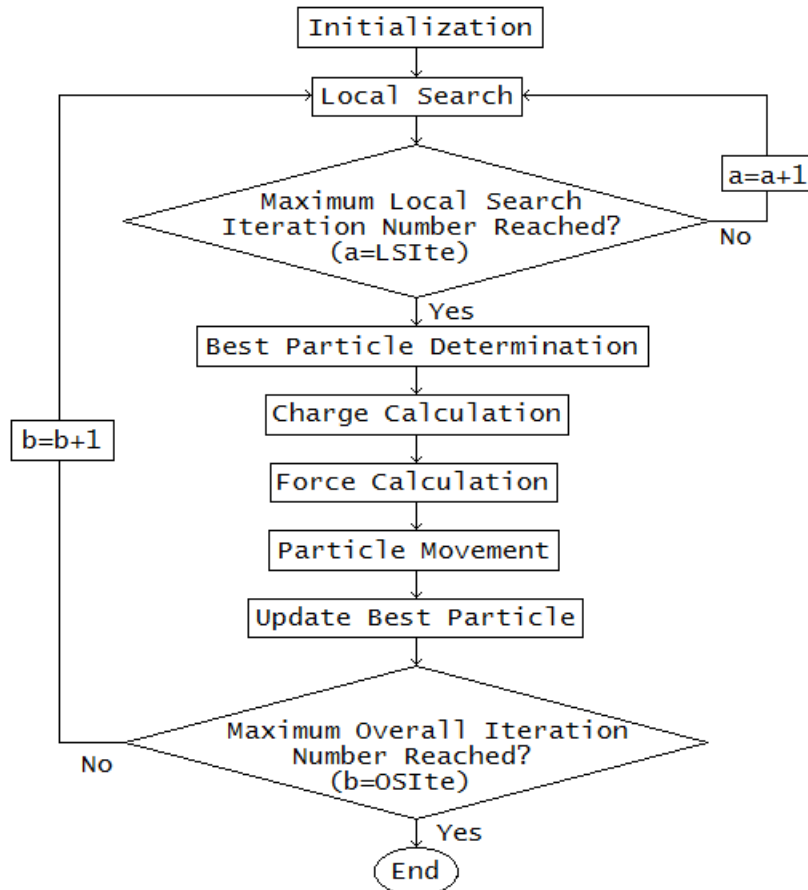 Initialization
Local Search
a=a+1
Maximum Local Search
Iteration Number Reached?
(a=LSIte)
No
Yes
Best Particle Determination
Charge Calculation
b=b+1
Force Calculation
Particle Movement
Update Best Particle
Maximum Overall Iteration
Number Reached?
(b=OSIte)
No
Yes
End